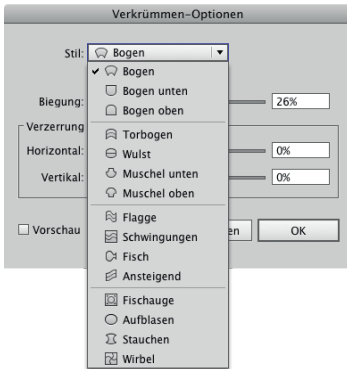 Verkrümmen-Optionen
Stil: Bogen
Bogen
Bogen unten
Biegung: 26%
Bogen oben
Verzerrung
Torbogen
Horizontal: 0%
Wulst
Muschel unten
Vertikal: 0%
Muschel oben
Flagge
Vorschau en OK
Schwingungen
Fisch
Ansteigend
Fischauge
Aufblasen
Stauchen
Wirbel